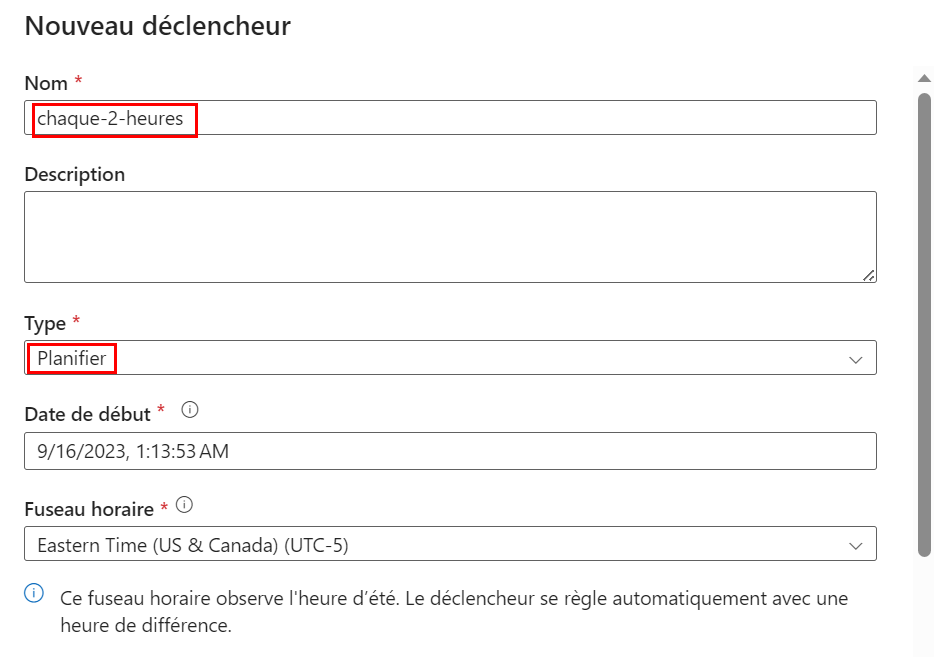 Nouveau déclencheur
Nom *
chaque-2-heures
Description
Type *
Planifier
Date de début *
9/16/2023, 1:13:53 AM
Fuseau horaire *
Eastern Time (US & Canada) (UTC-5)
Ce fuseau horaire observe l'heure d’été. Le déclencheur se règle automatiquement avec une
heure de différence.